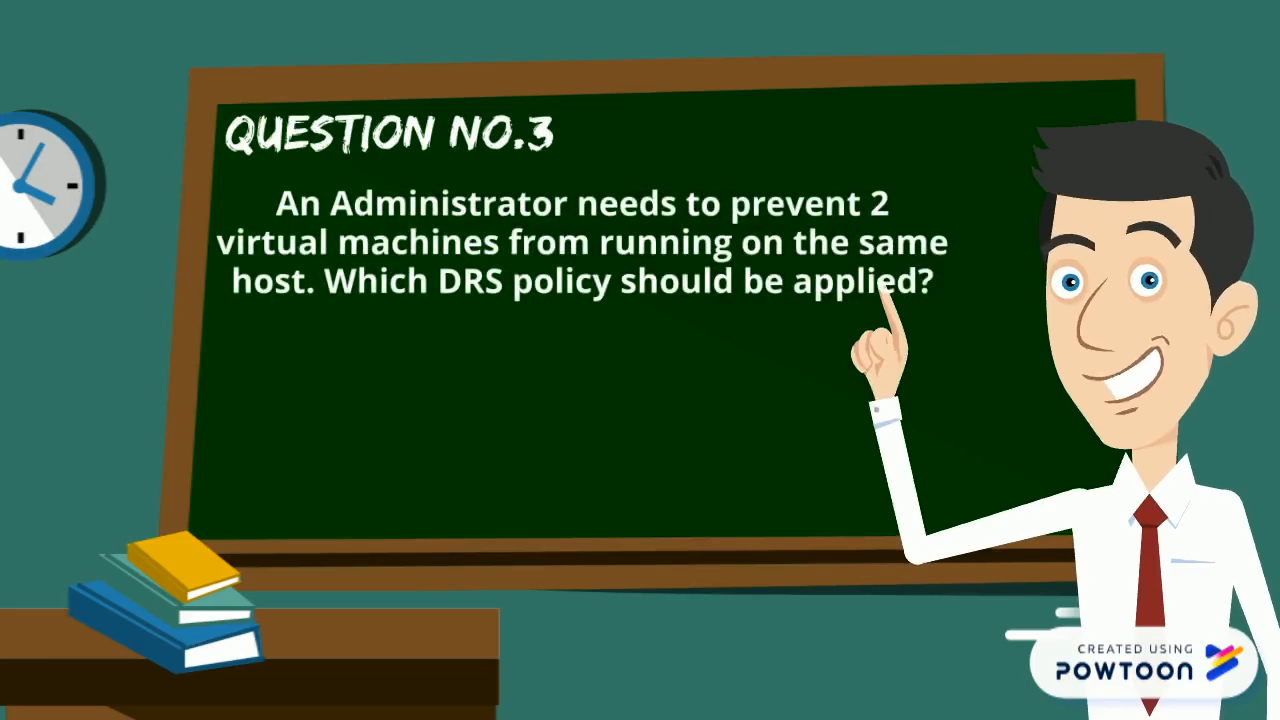 QUESTION NO.3
An Administrator needs to prevent 2
virtual machines from running on the same
host. Which DRS policy should be applied?
CREATED USING
POWTOON